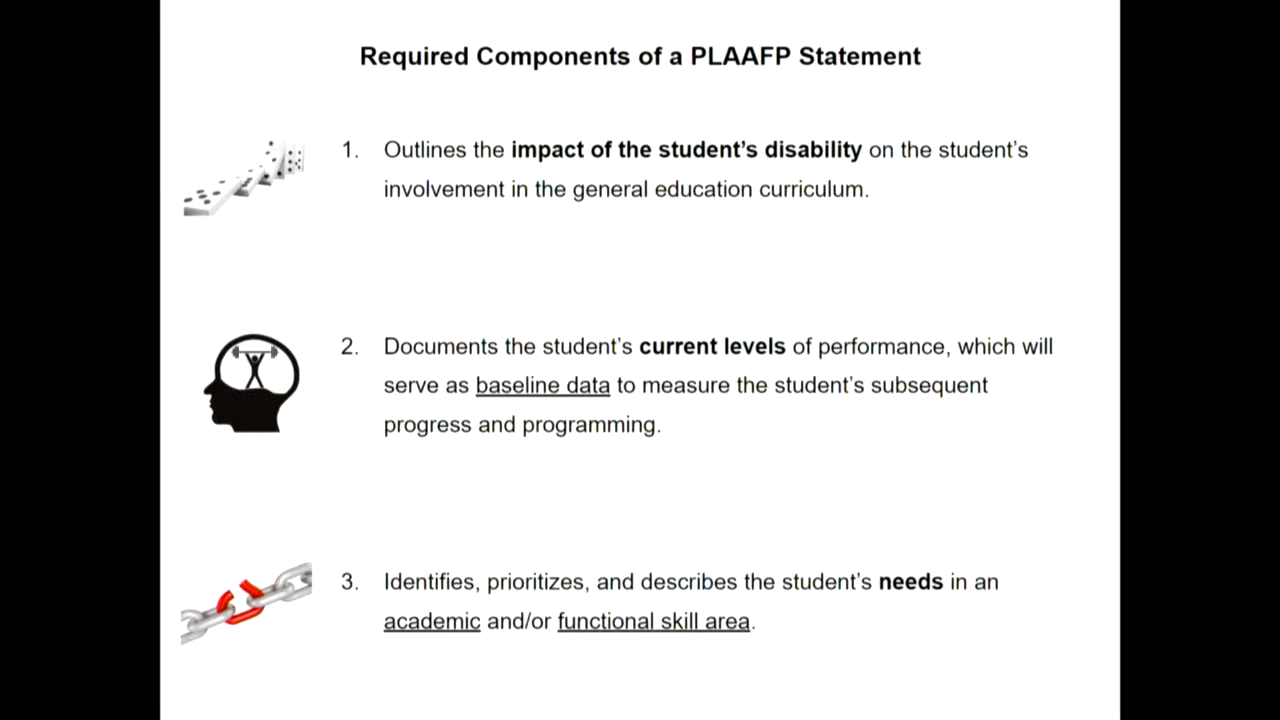 Required Components of a PLAAFP Statement
1. Outlines the impact of the student's disability on the student's
involvement in the general education curriculum.
2. Documents the student's current levels of performance, which will
serve as baseline data to measure the student's subsequent
progress and programming.
3. Identifies, prioritizes, and describes the student's needs in an
academic and/or functional skill area.